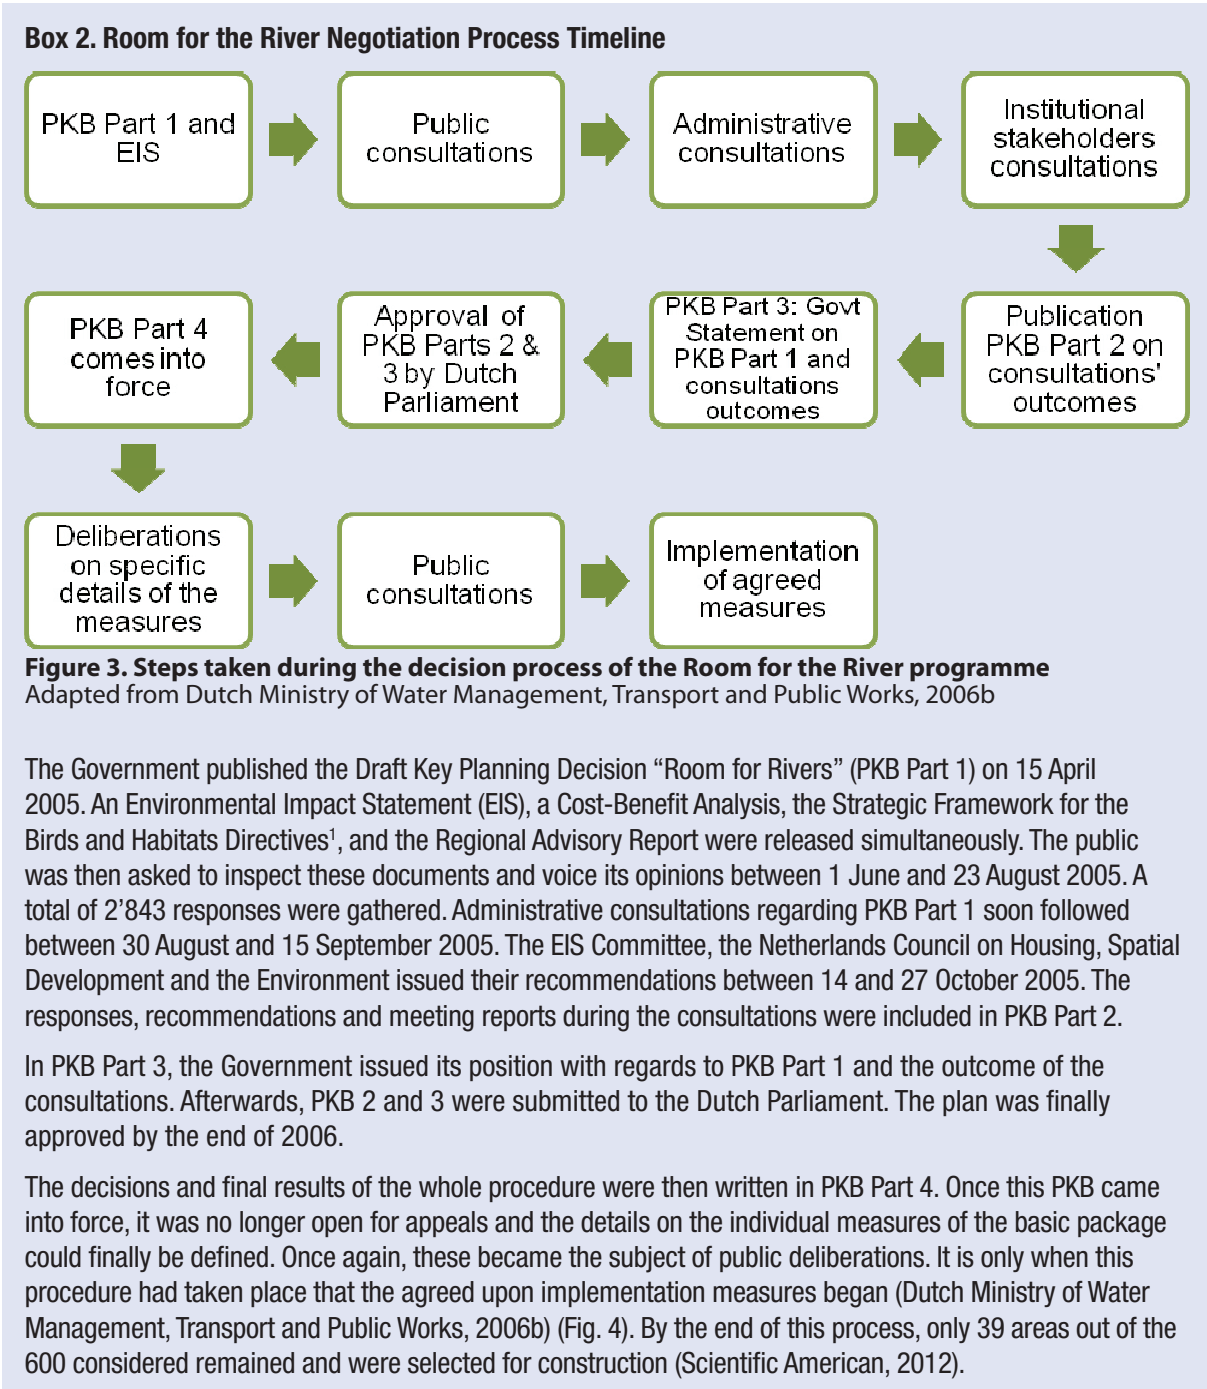 Box 2. Room for the River Negotiation Process Timeline
PKB Part 1 and
EIS
Public
consultations
Administrative
consultations
Institutional
stakeholders
consultations
Publication
PKB Part 2 on
consultations'
outcomes
PKB Part 3: Govt
Statement on
PKB Part 1 and
consultations
outcomes
Approval of
PKB Parts 2 &
3 by Dutch
Parliament
PKB Part 4
comes into
force
Deliberations
on specific
details of the
measures
Public
consultations
Implementation
of agreed
measures
Figure 3. Steps taken during the decision process of the Room for the River programme
Adapted from Dutch Ministry of Water Management, Transport and Public Works, 2006b
The Government published the Draft Key Planning Decision “Room for Rivers” (PKB Part 1) on 15 April
2005. An Environmental Impact Statement (EIS), a Cost-Benefit Analysis, the Strategic Framework for the
Birds and Habitats Directives¹, and the Regional Advisory Report were released simultaneously. The public
was then asked to inspect these documents and voice its opinions between 1 June and 23 August 2005. A
total of 2’843 responses were gathered. Administrative consultations regarding PKB Part 1 soon followed
between 30 August and 15 September 2005. The EIS Committee, the Netherlands Council on Housing, Spatial
Development and the Environment issued their recommendations between 14 and 27 October 2005. The
responses, recommendations and meeting reports during the consultations were included in PKB Part 2.
In PKB Part 3, the Government issued its position with regards to PKB Part 1 and the outcome of the
consultations. Afterwards, PKB 2 and 3 were submitted to the Dutch Parliament. The plan was finally
approved by the end of 2006.
The decisions and final results of the whole procedure were then written in PKB Part 4. Once this PKB came
into force, it was no longer open for appeals and the details on the individual measures of the basic package
could finally be defined. Once again, these became the subject of public deliberations. It is only when this
procedure had taken place that the agreed upon implementation measures began (Dutch Ministry of Water
Management, Transport and Public Works, 2006b) (Fig. 4). By the end of this process, only 39 areas out of the
600 considered remained and were selected for construction (Scientific American, 2012).